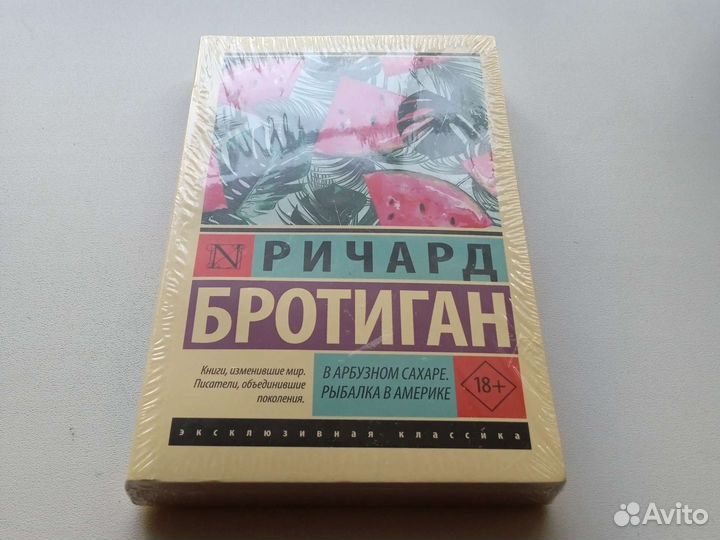 N РИЧАРД
БРОТИГАН
Книги, изменившие мир.
Писатели, объединившие
поколения.
В АРБУЗНОМ САХАРЕ.
РЫБАЛКА В АМЕРИКЕ
18+
эксклюзивная классика
Avito